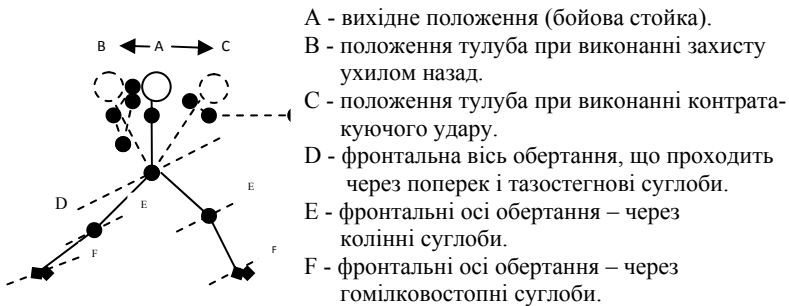 B A C
D
E
E
F
F
А - вихідне положення (бойова стойка).
В - положення тулуба при виконанні захисту
ухилом назад.
С - положення тулуба при виконанні контрата-
куючого удару.
D - фронтальна вісь обертання, що проходить
через поперек і тазостегнові суглоби.
Е - фронтальні осі обертання – через
колінні суглоби.
F - фронтальні осі обертання – через
гомілковостопні суглоби.